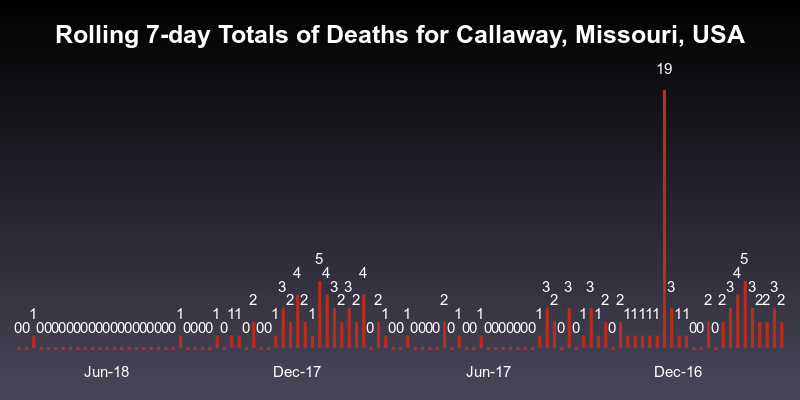 Rolling 7-day Totals of Deaths for Callaway, Missouri, USA
19
5 5
4 4 4 4
3 3 3 3 3 3 3 3 3 3
2 2 2 2 2 2 2 2 2 2 2 2 22 2
1 1 1 11 1 1 1 1 1 1 1 1 1 11111 11
00 0000000000000000000 0000 0 0 00 0 00 0000 0 00 0000000 0 0 0 00 0
Jun-18 Dec-17 Jun-17 Dec-16